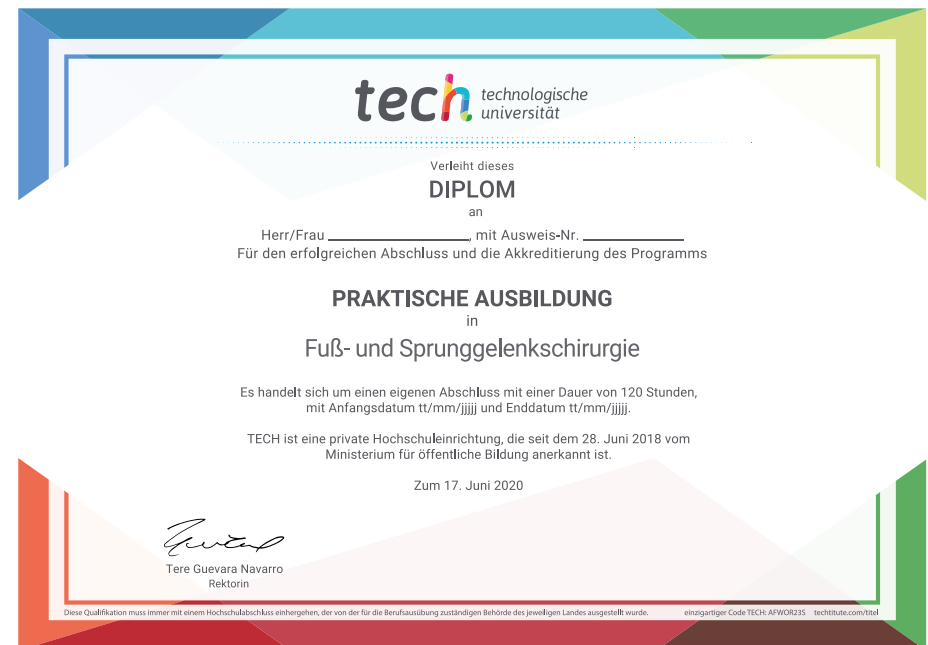 tech technologische
universität
Verleiht dieses
DIPLOM
an
Herr/Frau ____________________, mit Ausweis-Nr. ______________
Für den erfolgreichen Abschluss und die Akkreditierung des Programms
PRAKTISCHE AUSBILDUNG
in
Fuß- und Sprunggelenkschirurgie
Es handelt sich um einen eigenen Abschluss mit einer Dauer von 120 Stunden,
mit Anfangsdatum tt/mm/jjjjj und Enddatum tt/mm/jjjjj.
TECH ist eine private Hochschuleinrichtung, die seit dem 28. Juni 2018 vom
Ministerium für öffentliche Bildung anerkannt ist.
Zum 17. Juni 2020
Tere Guevara Navarro
Rektorin
Diese Qualifikation muss immer mit einem Hochschulabschluss einhergehen, der von der für die Berufsausübung zuständigen Behörde des jeweiligen Landes ausgestellt wurde. einzigartiger Code TECH: AFWOR23S techtitute.com/titel